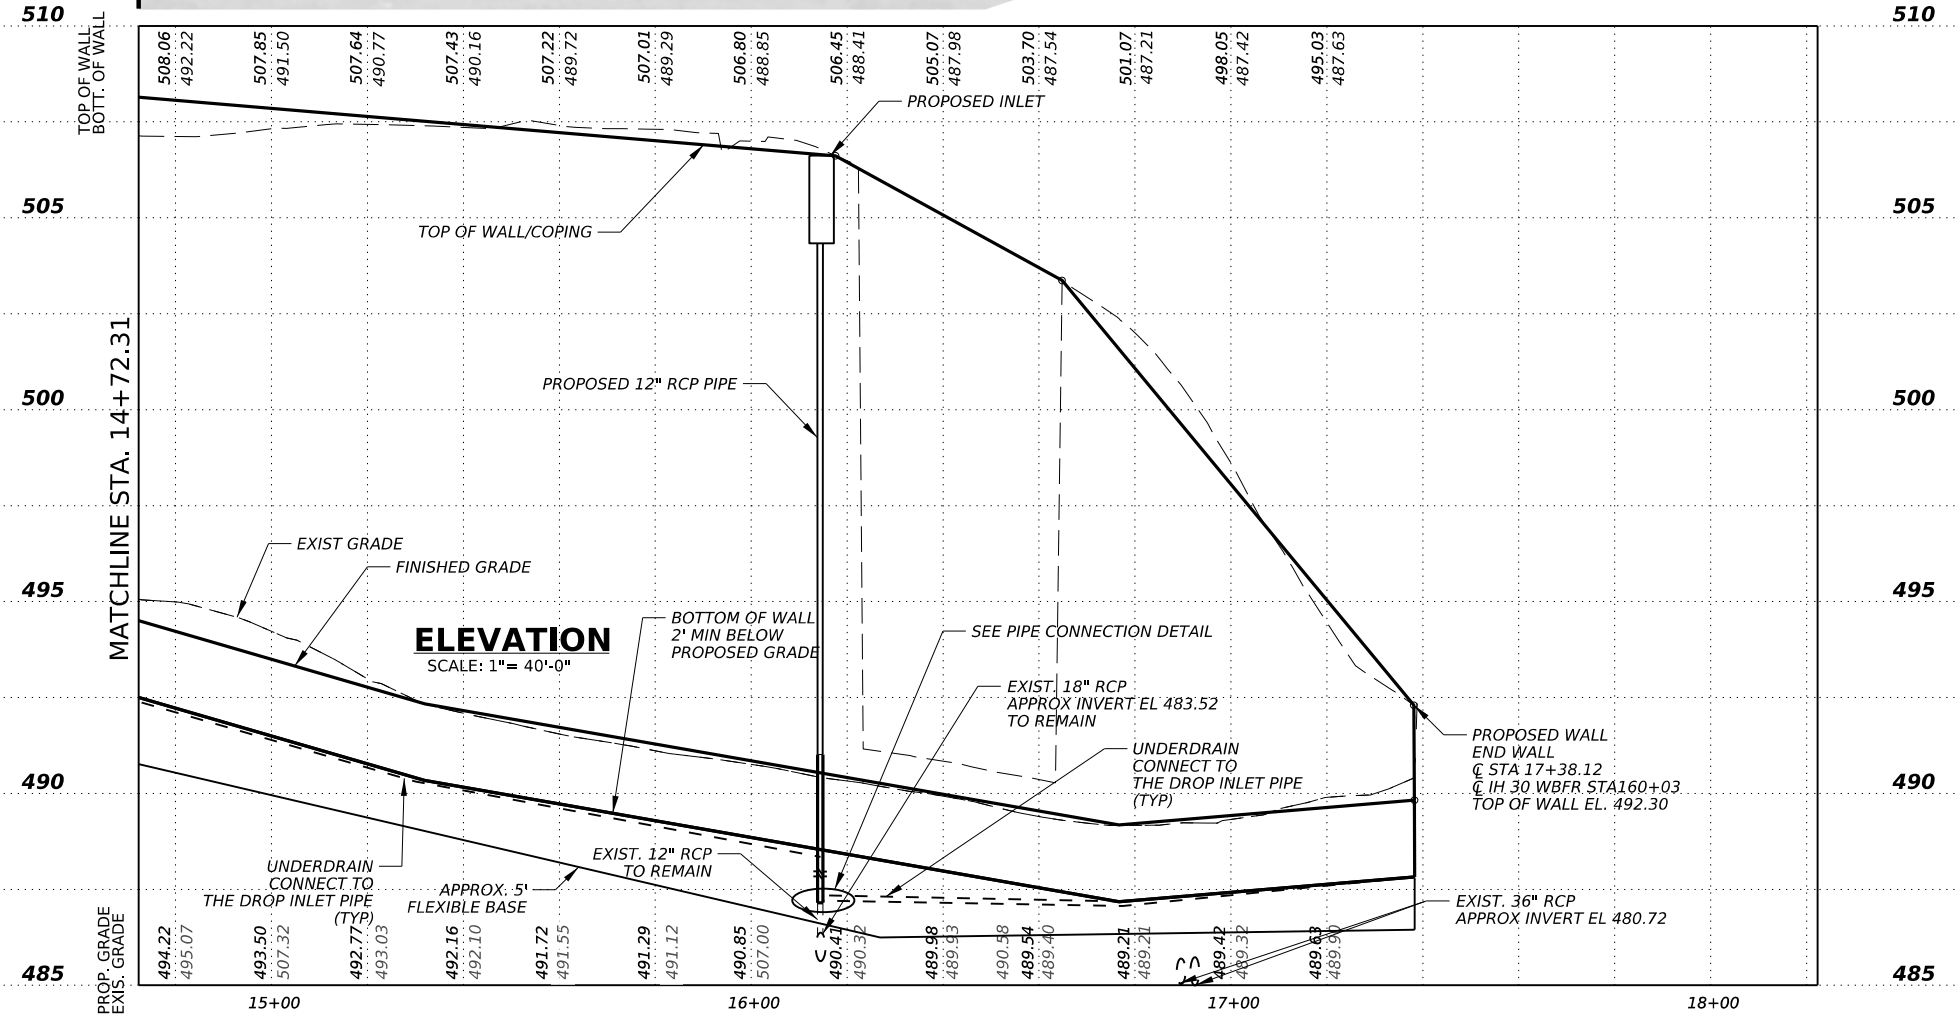 510
510
TOP OF WALL
BOTT. OF WALL
508.06
492.22
507.85
491.50
507.64
490.77
507.43
490.16
507.22
489.72
507.01
489.29
506.80
488.85
506.45
488.41
505.07
487.98
503.70
487.54
501.07
487.21
498.05
487.42
495.03
487.63
PROPOSED INLET
505
505
TOP OF WALL/COPING
MATCHLINE STA. 14+72.31
PROPOSED 12" RCP PIPE
500
500
EXIST GRADE
FINISHED GRADE
495
495
ELEVATION
SCALE: 1"= 40'-0"
BOTTOM OF WALL
2' MIN BELOW
PROPOSED GRADE
SEE PIPE CONNECTION DETAIL
EXIST. 18" RCP
APPROX INVERT EL 483.52
TO REMAIN
UNDERDRAIN
CONNECT TO
THE DROP INLET PIPE
(TYP)
PROPOSED WALL
END WALL
℄ STA 17+38.12
℄ IH 30 WBFR STA160+03
TOP OF WALL EL. 492.30
490
490
UNDERDRAIN
CONNECT TO
THE DROP INLET PIPE
(TYP)
APPROX. 5'
FLEXIBLE BASE
EXIST. 12" RCP
TO REMAIN
EXIST. 36" RCP
APPROX INVERT EL 480.72
PROP. GRADE
EXIS. GRADE
494.22
495.07
493.50
507.32
492.77
493.03
492.16
492.10
491.72
491.55
491.29
491.12
490.85
507.00
490.41
490.32
489.98
489.93
490.58
489.54
489.40
489.21
489.21
489.42
489.32
489.63
489.90
485
485
15+00
16+00
17+00
18+00